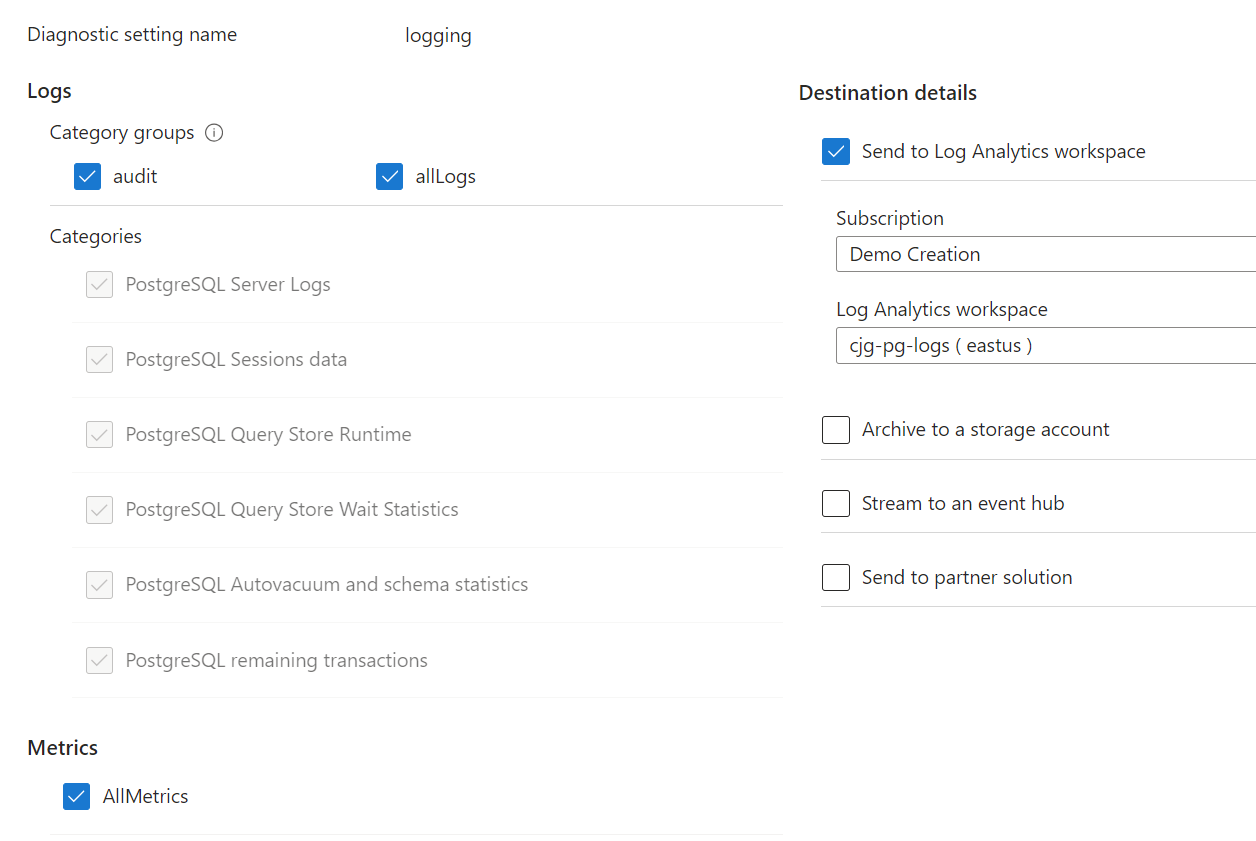 Diagnostic setting name
logging
Logs
Category groups
audit
allLogs
Categories
PostgreSQL Server Logs
PostgreSQL Sessions data
PostgreSQL Query Store Runtime
PostgreSQL Query Store Wait Statistics
PostgreSQL Autovacuum and schema statistics
PostgreSQL remaining transactions
Metrics
AllMetrics
Destination details
Send to Log Analytics workspace
Subscription
Demo Creation
Log Analytics workspace
cjg-pg-logs ( eastus )
Archive to a storage account
Stream to an event hub
Send to partner solution